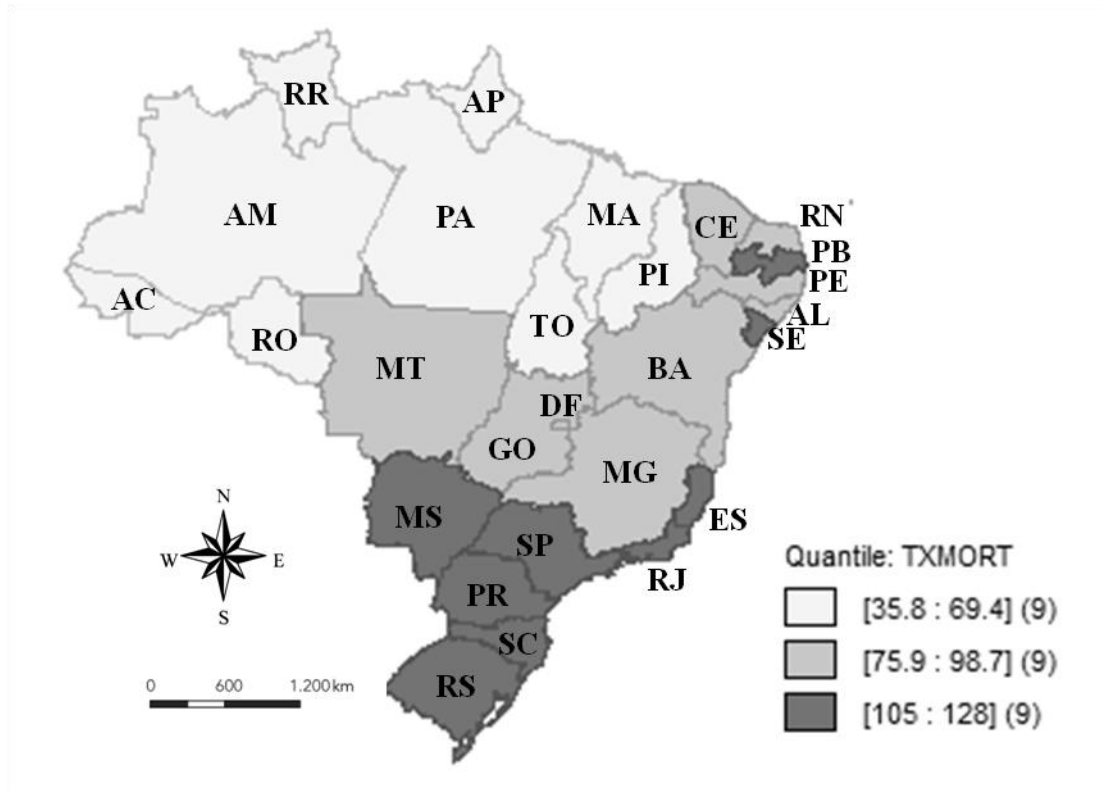 RR
AP
AM
PA
MA
CE
RN
PB
PI
PE
AC
AL
TO
RO
SE
MT
BA
DF
GO
MG
N
MS
ES
SP
W
E
Quantile: TXMORT
RJ
PR
[35.8 : 69.4] (9)
S
SC
[75.9 : 98.7] (9)
RS
0 600 1.200 km
[105 : 128] (9)